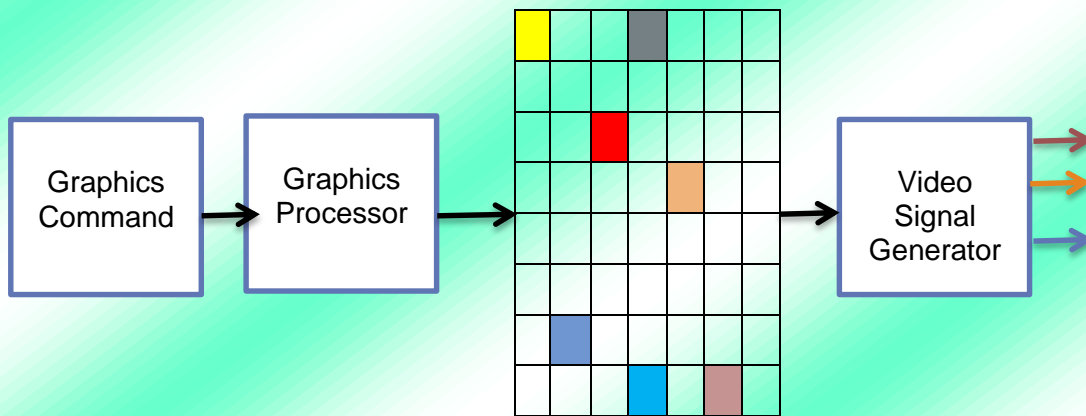 Graphics
Command
Graphics
Processor
Video
Signal
Generator